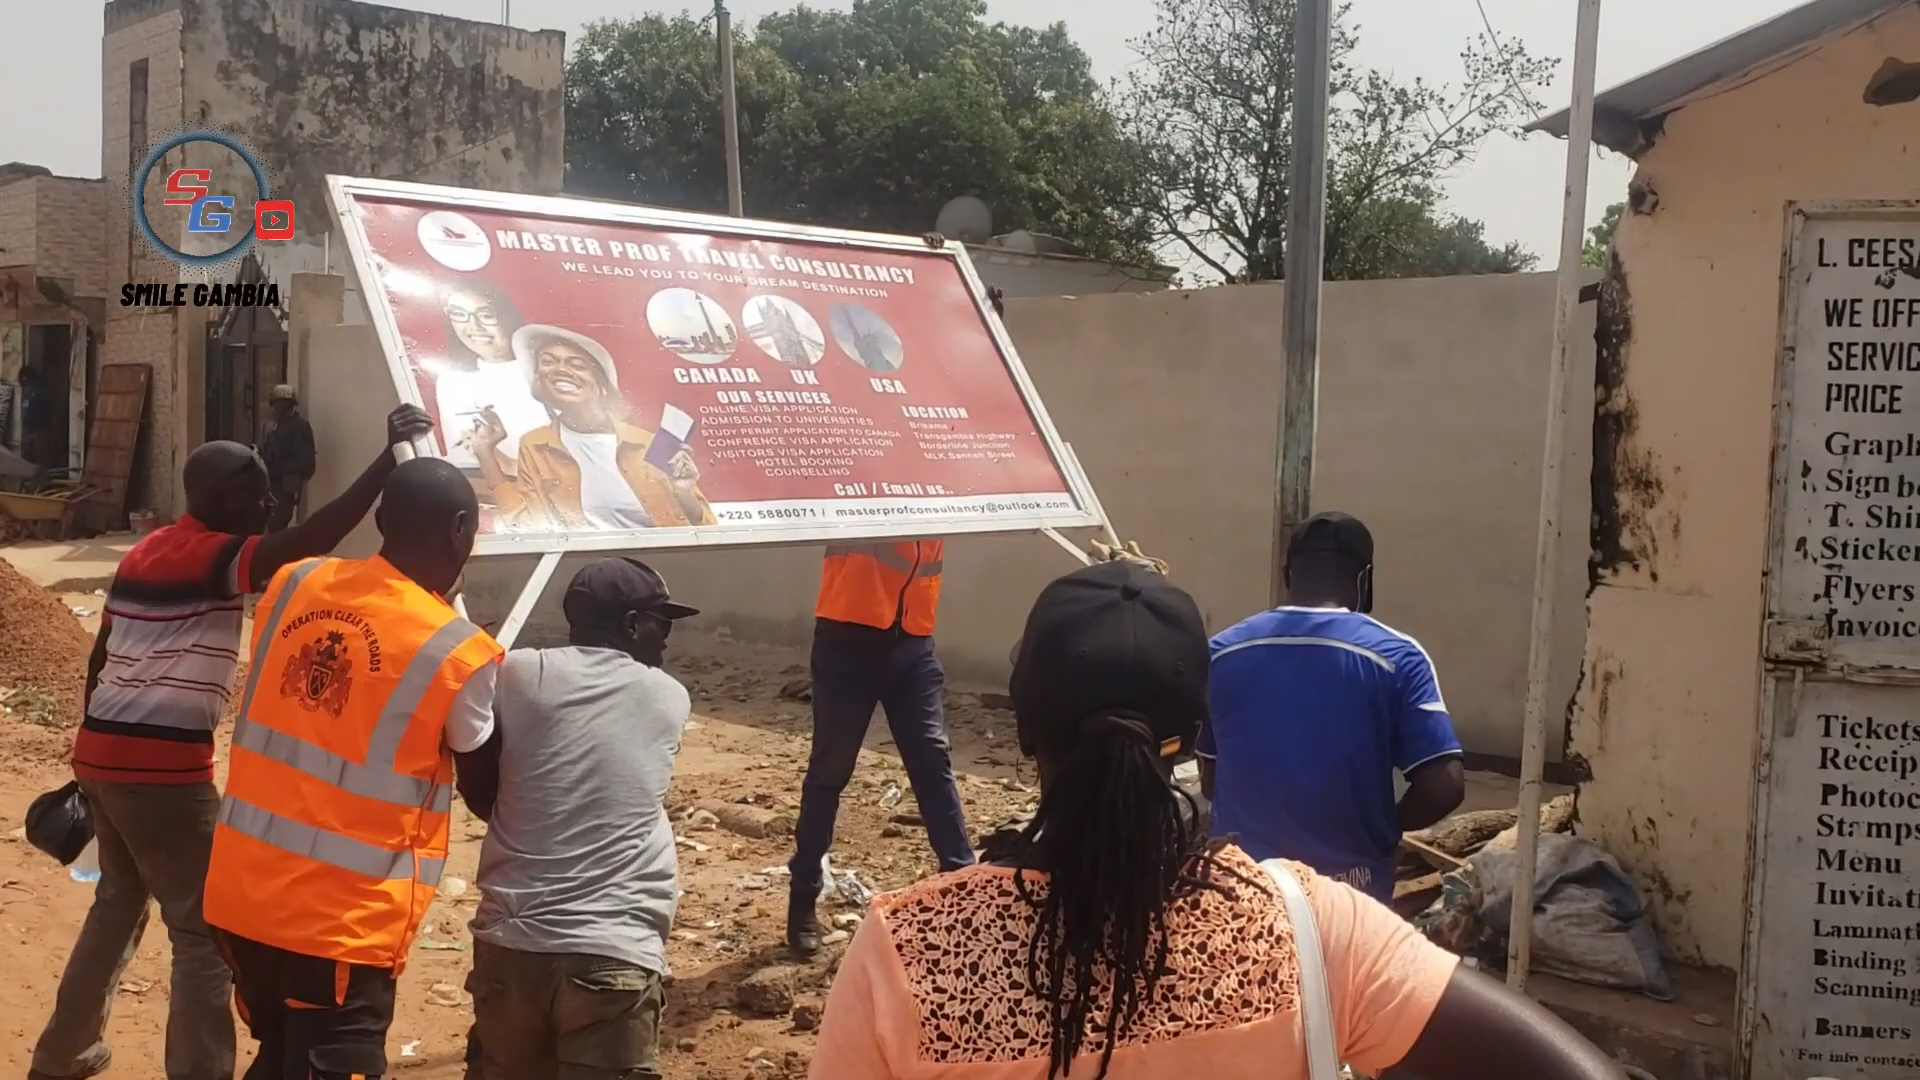 SG
SMILE GAMBIA
MASTER PROF TRAVEL CONSULTANCY
WE LEAD YOU TO YOUR DREAM DESTINATION
CANADA UK USA
OUR SERVICES
ONLINE VISA APPLICATION
ADMISSION TO UNIVERSITIES
STUDY PERMIT APPLICATION TO CANADA
CONFRENCE VISA APPLICATION
VISITORS VISA APPLICATION
HOTEL BOOKING
COUNSELLING
LOCATION
Brikama
Transgambia Highway
Borderline Junction
MLK Sanneh Street
Call / Email us..
+220 5880071 | masterprofconsultancy@outlook.com
OPERATION CLEAR THE ROADS
L. CEES
WE OFF
SERVIC
PRICE
Graph
Sign b
T. Shir
Sticker
Flyers
Invoic
Tickets
Receip
Photoc
Stamps
Menu
Invitat
Laminat
Binding
Scanning
Banners
For info contac